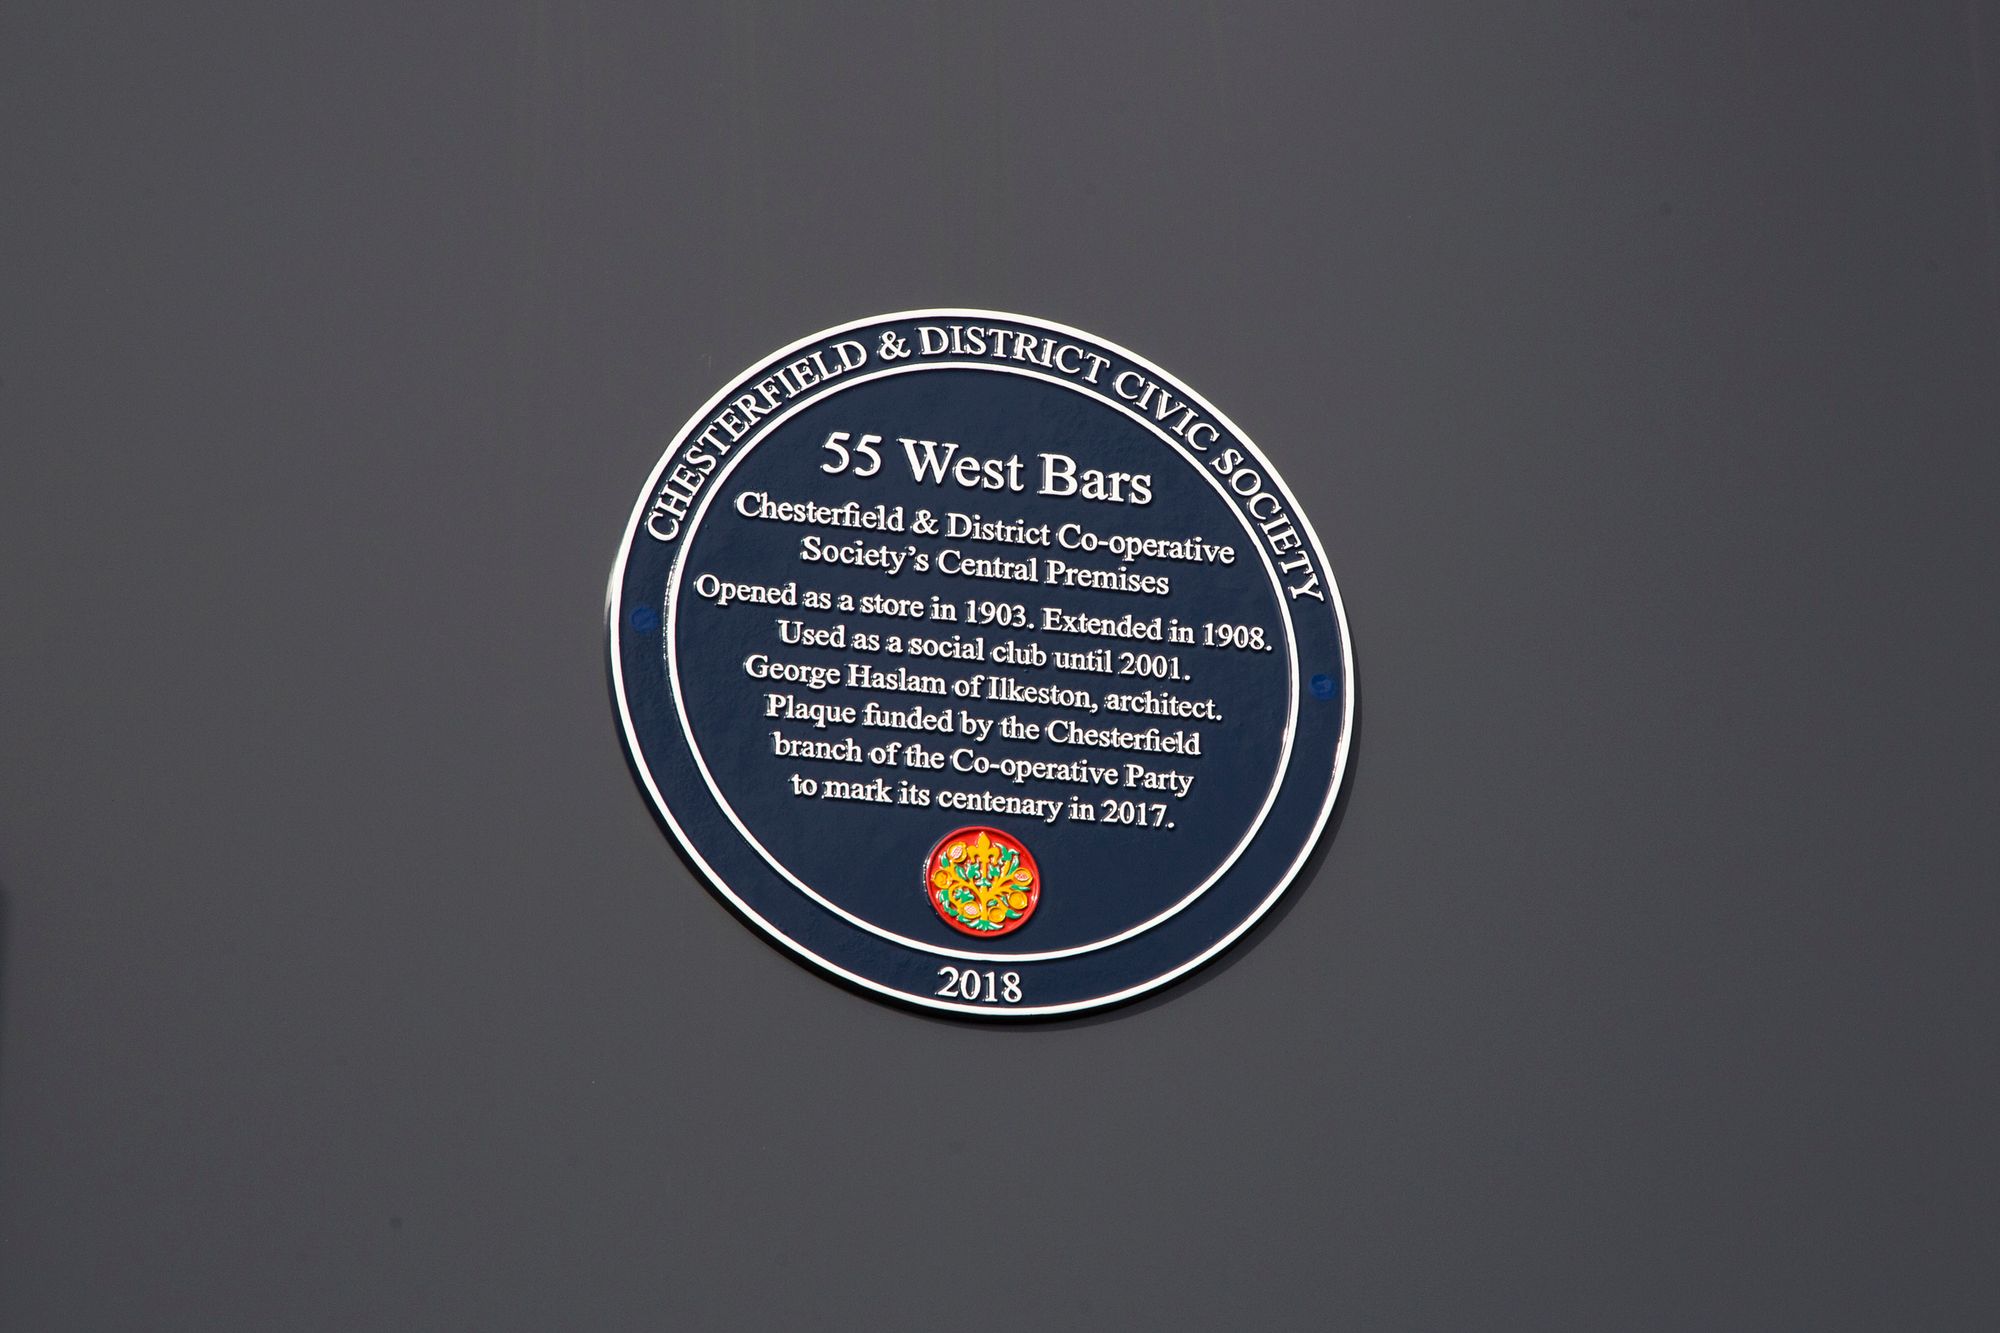 CHESTERFIELD & DISTRICT CIVIC SOCIETY
55 West Bars
Chesterfield & District Co-operative
Society's Central Premises
Opened as a store in 1903. Extended in 1908.
Used as a social club until 2001.
George Haslam of Ilkeston, architect.
Plaque funded by the Chesterfield
branch of the Co-operative Party
to mark its centenary in 2017.
2018